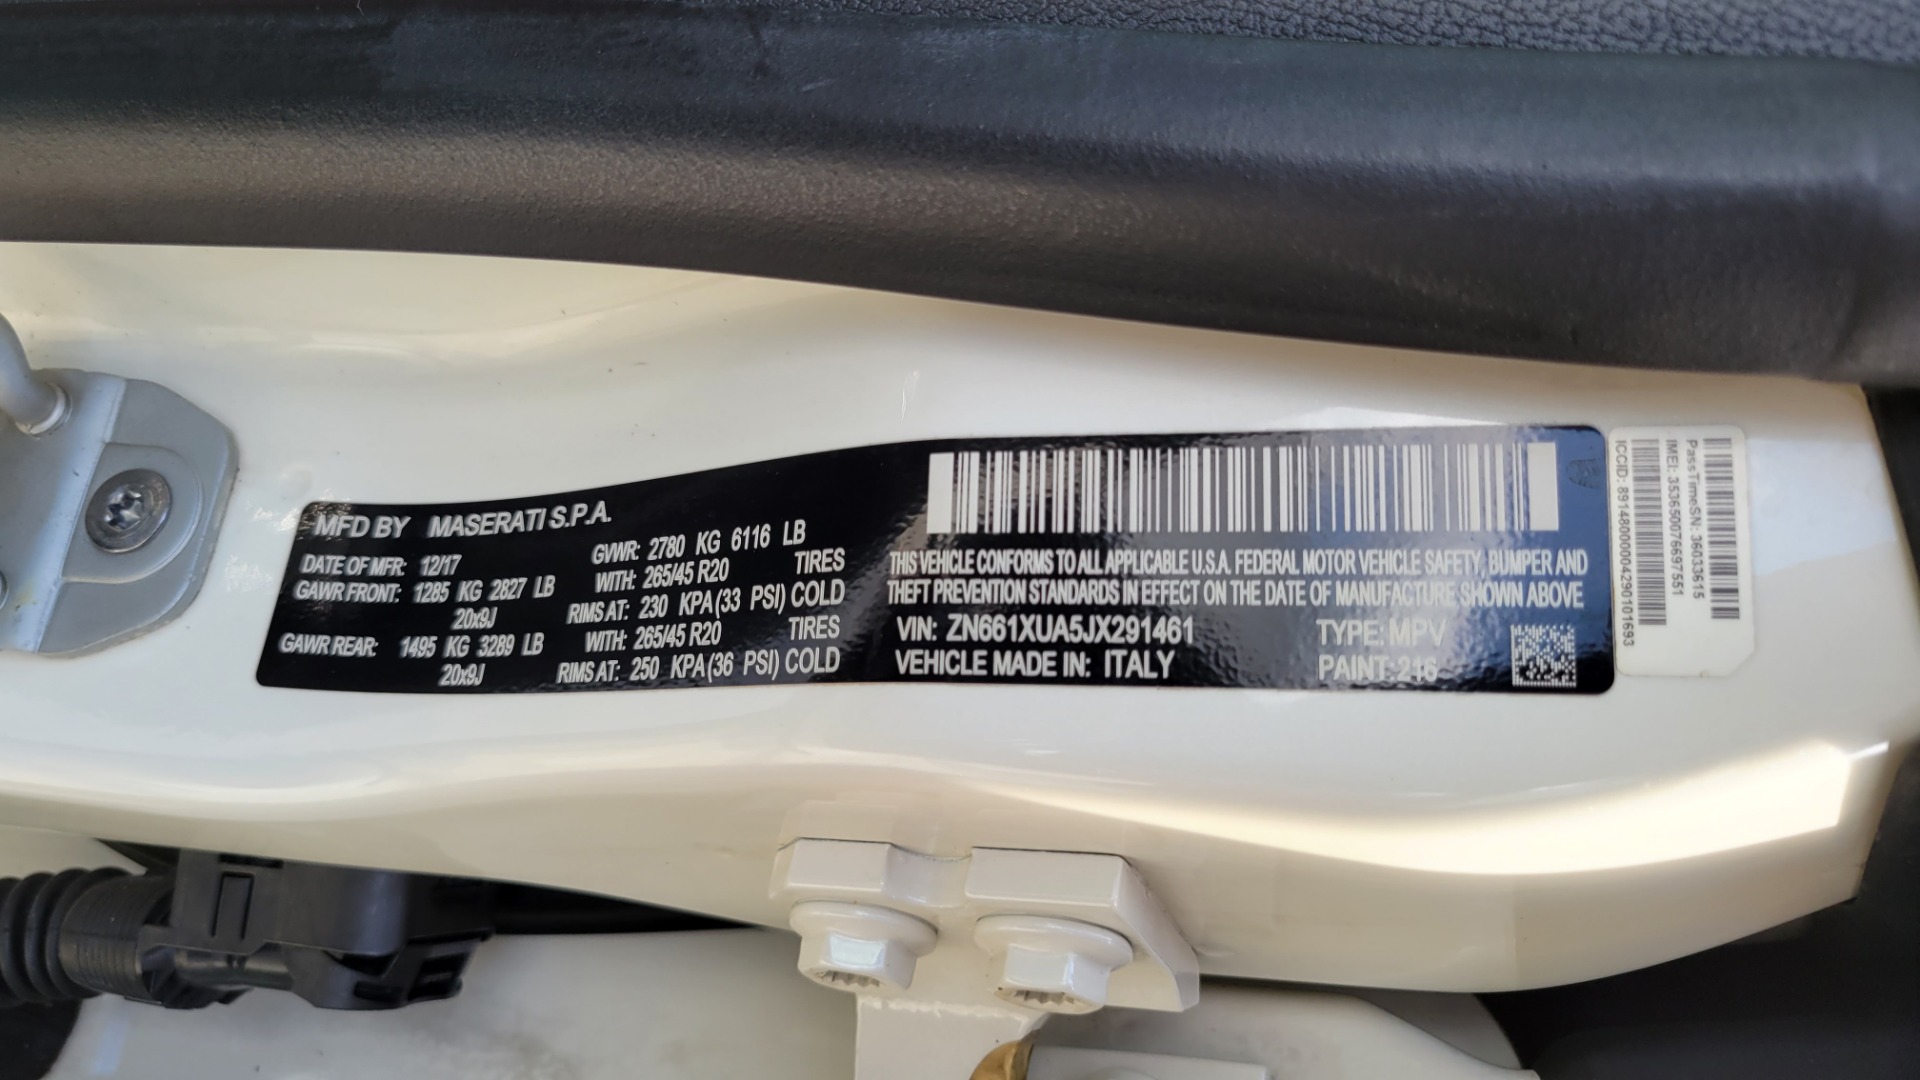 MFD BY MASERATI S.P.A.
DATE OF MFR: 12/17 GVWR: 2780 KG 6116 LB
GAWR FRONT: 1285 KG 2827 LB WITH: 265/45 R20 TIRES
20x9J RIMS AT: 230 KPA (33 PSI) COLD
GAWR REAR: 1495 KG 3289 LB WITH: 265/45 R20 TIRES
20x9J RIMS AT: 250 KPA (36 PSI) COLD
THIS VEHICLE CONFORMS TO ALL APPLICABLE U.S.A. FEDERAL MOTOR VEHICLE SAFETY, BUMPER AND
THEFT PREVENTION STANDARDS IN EFFECT ON THE DATE OF MANUFACTURE SHOWN ABOVE
VIN: ZN661XUA5JX291461 TYPE: MPV
VEHICLE MADE IN: ITALY PAINT: 216
PassTimeSN: 36033615
IMEI: 353650076697551
ICCID: 89148000004290101693